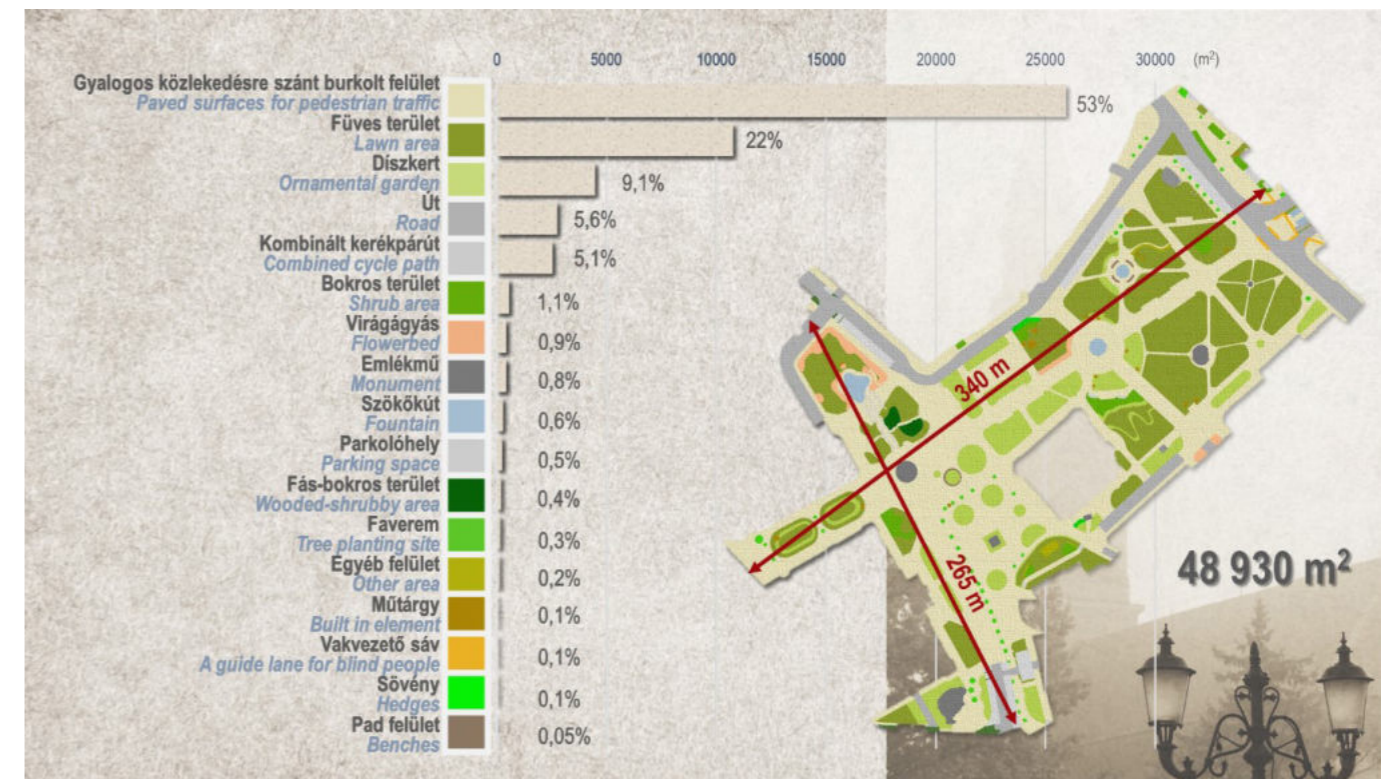 0 5000 10000 15000 20000 25000 30000 (m²)
Gyalogos közlekedésre szánt burkolt felület
Paved surfaces for pedestrian traffic
53%
Füves terület
Lawn area
22%
Díszkert
Ornamental garden
9,1%
Út
Road
5,6%
Kombinált kerékpárút
Combined cycle path
5,1%
Bokros terület
Shrub area
1,1%
Virágágyás
Flowerbed
0,9%
Emlékmű
Monument
0,8%
Szökőkút
Fountain
0,6%
Parkolóhely
Parking space
0,5%
Fás-bokros terület
Wooded-shrubby area
0,4%
Faverem
Tree planting site
0,3%
Egyéb felület
Other area
0,2%
Műtárgy
Built in element
0,1%
Vakvezető sáv
A guide lane for blind people
0,1%
Sövény
Hedges
0,1%
Pad felület
Benches
0,05%
340 m
265 m
48 930 m²